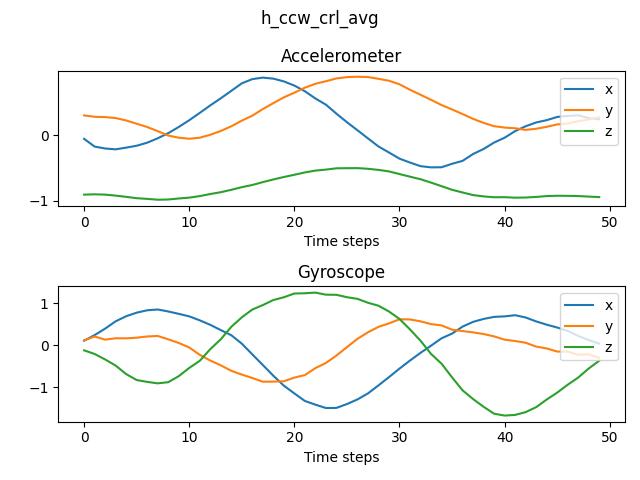 h_ccw_crl_avg
Accelerometer
x
y
z
0
−1
0 10 20 30 40 50
Time steps
Gyroscope
x
y
z
1
0
−1
0 10 20 30 40 50
Time steps